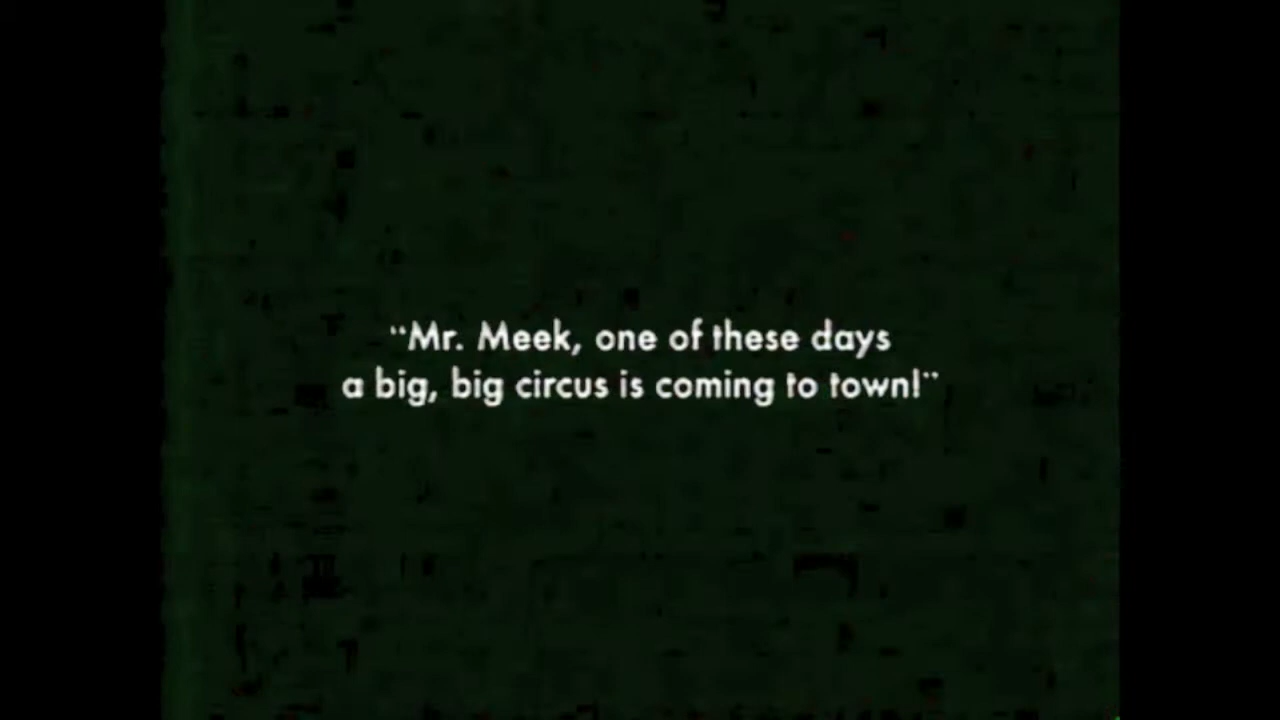 “Mr. Meek, one of these days
a big, big circus is coming to town!”